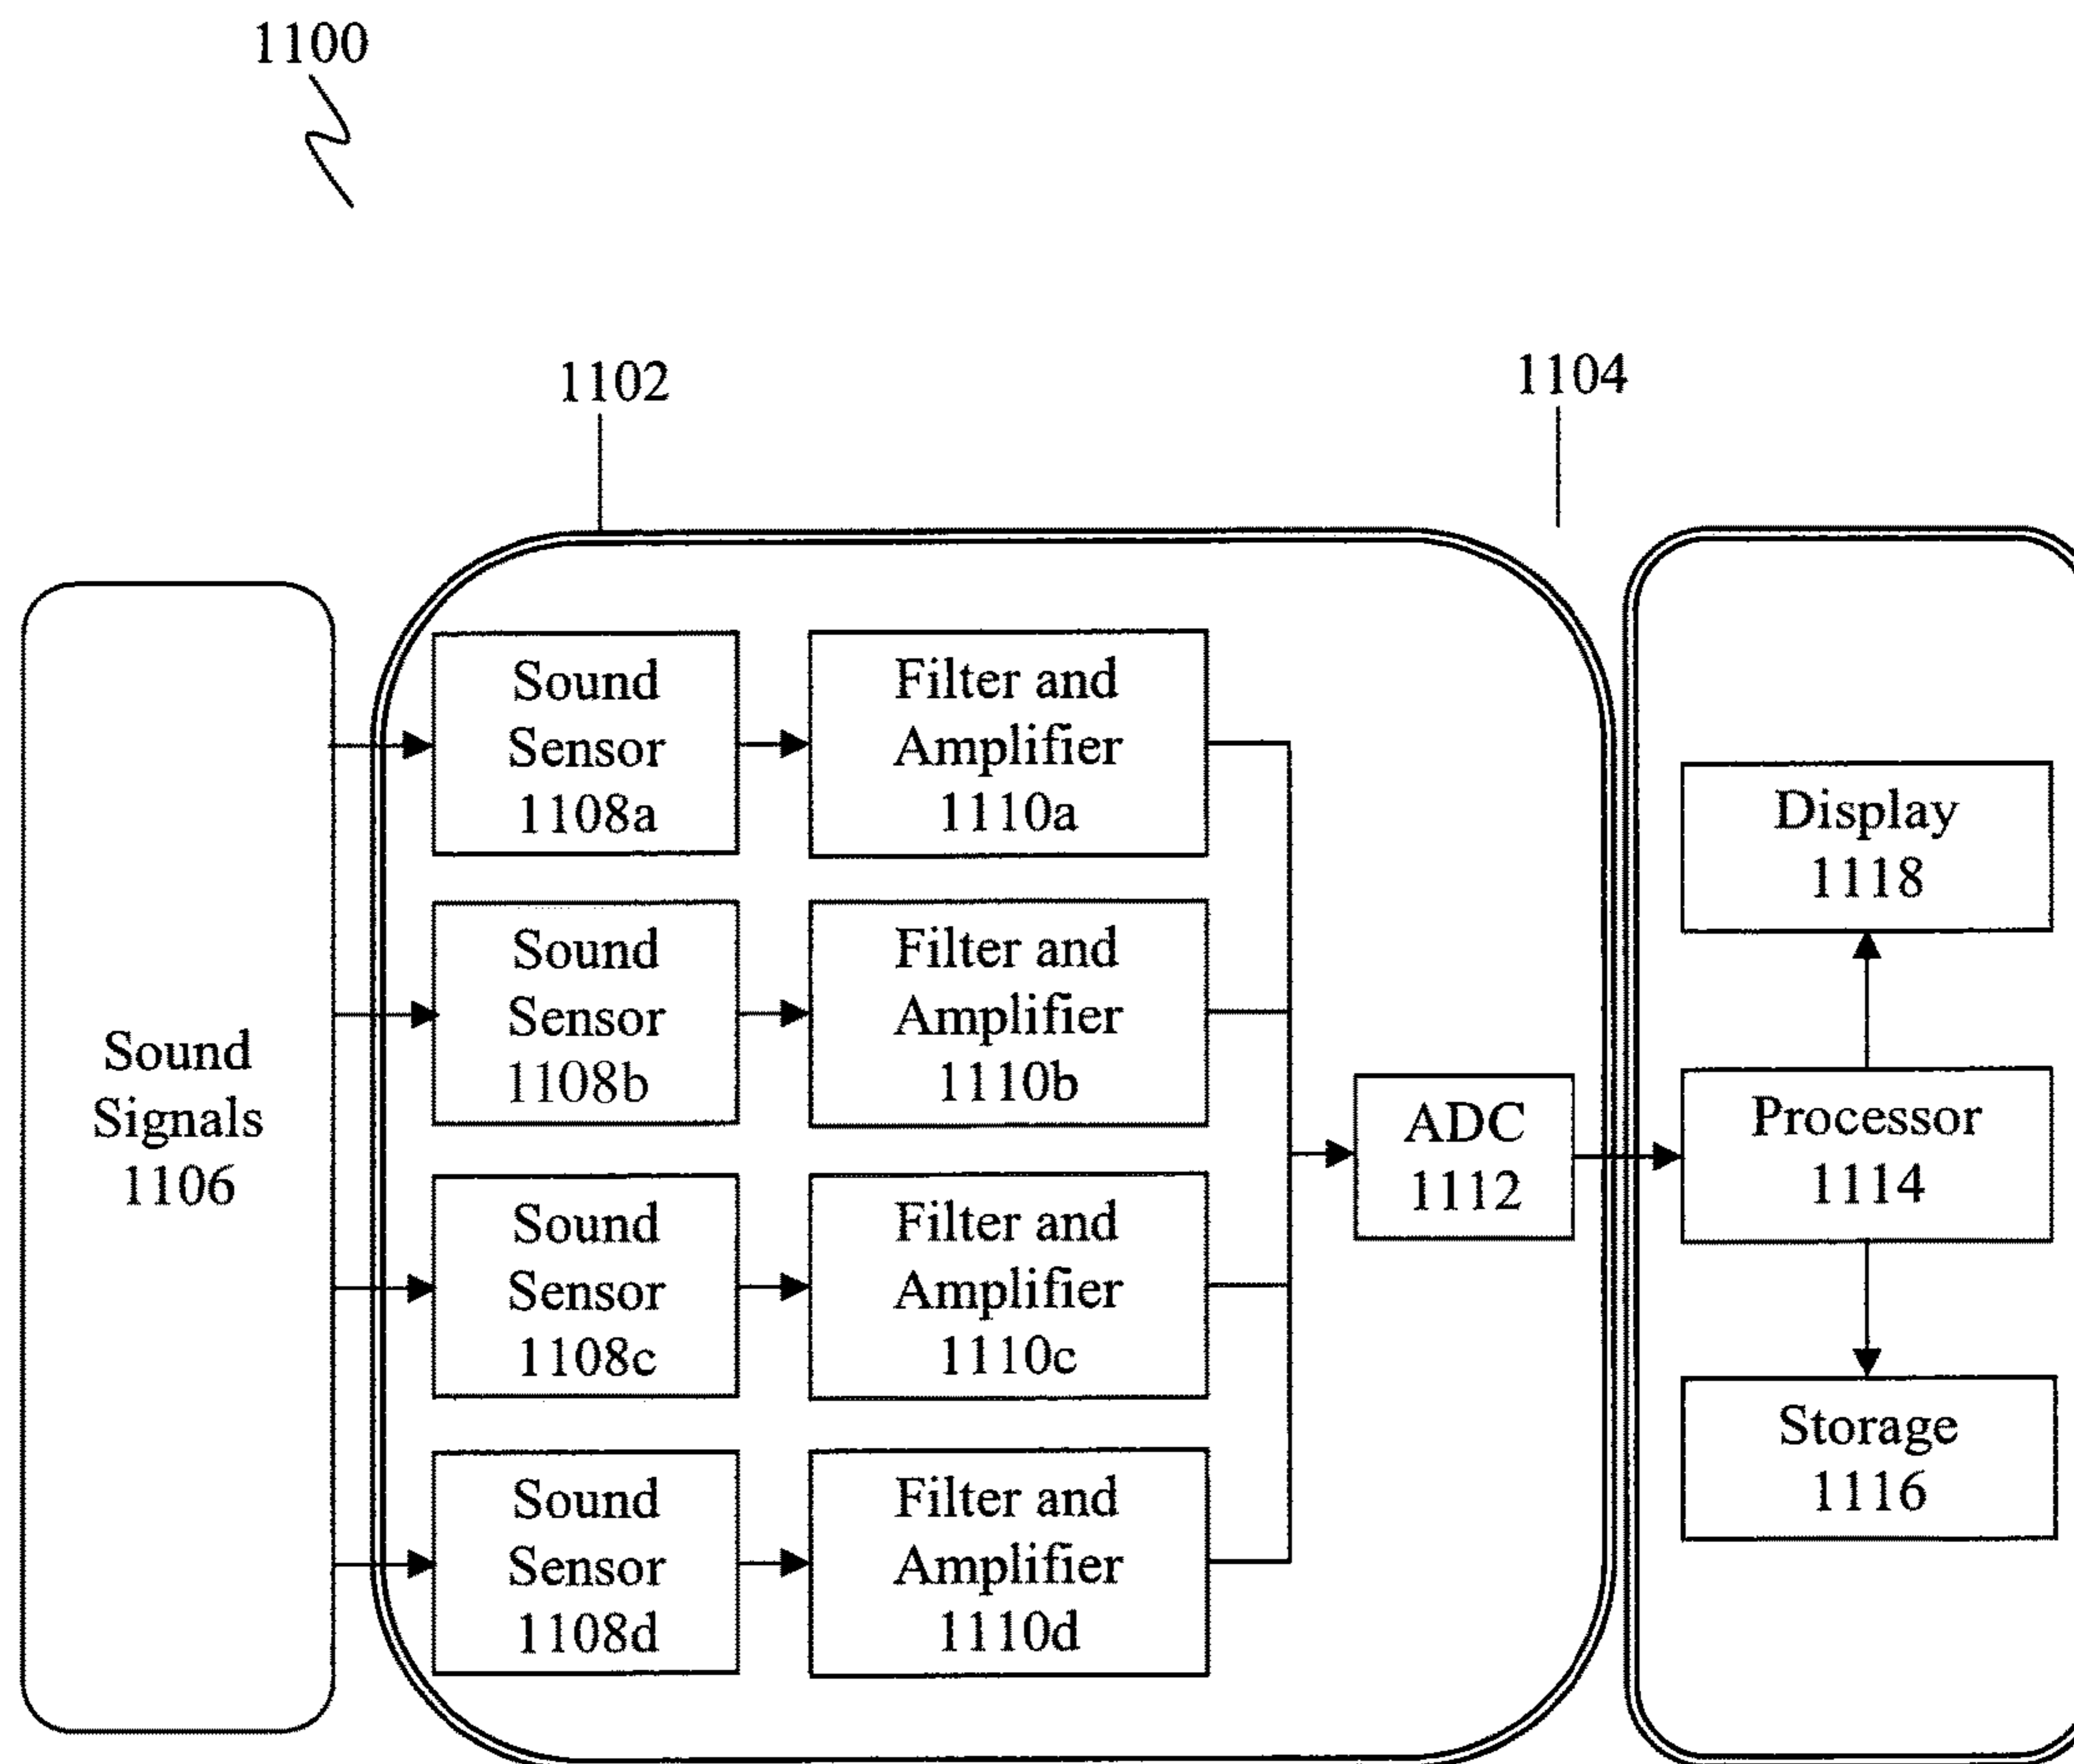 1100
1102
1104
Sound
Signals
1106
Sound
Sensor
1108a
Filter and
Amplifier
1110a
Sound
Sensor
1108b
Filter and
Amplifier
1110b
Sound
Sensor
1108c
Filter and
Amplifier
1110c
Sound
Sensor
1108d
Filter and
Amplifier
1110d
ADC
1112
Display
1118
Processor
1114
Storage
1116